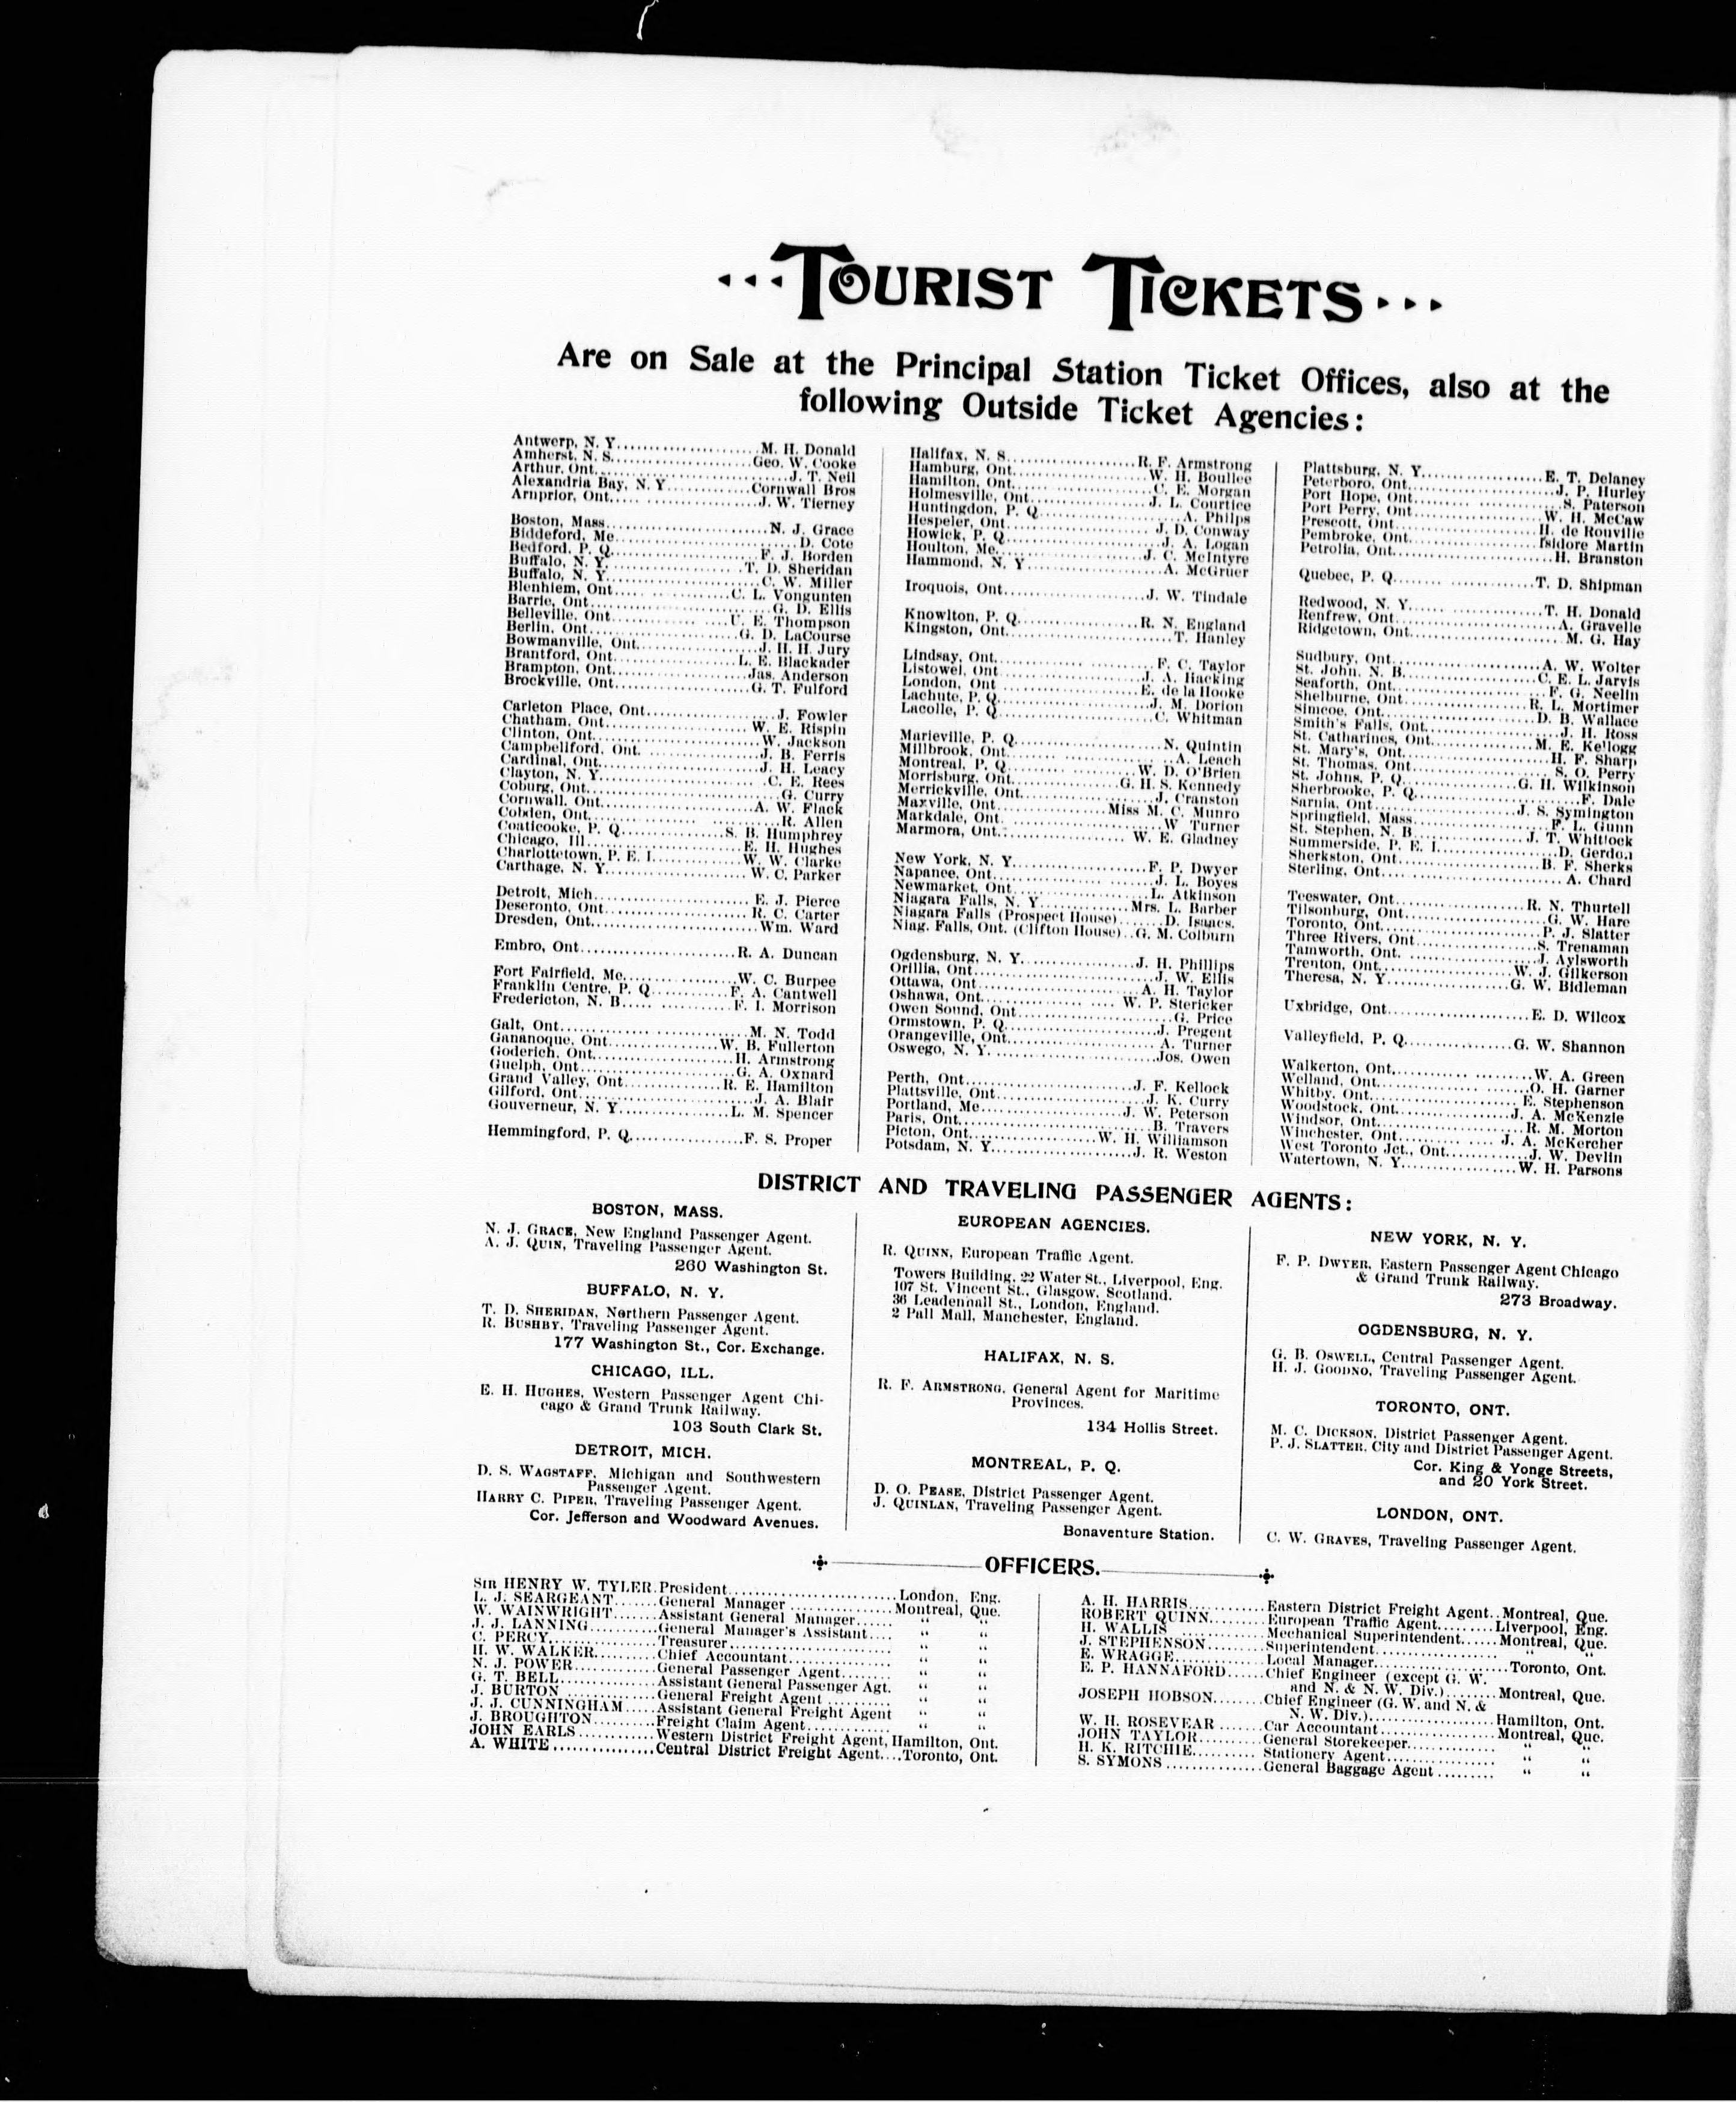 TOURIST TICKETS
Are on Sale at the Principal Station Ticket Offices, also at the
following Outside Ticket Agencies:
Antwerp, N. Y. M. H. Donald
Amherst, N. S. Geo. W. Cooke
Arthur, Ont. J. T. Neil
Alexandria Bay, N. Y. Cornwall Bros
Arnprior, Ont. J. W. Tierney
Boston, Mass. N. J. Grace
Biddeford, Me. D. Cote
Bedford, P. Q. F. J. Borden
Buffalo, N. Y. T. D. Sheridan
Buffalo, N. Y. C. W. Miller
Blenhiem, Ont. C. L. Vongunten
Barrie, Ont. G. D. Ellis
Belleville, Ont. U. E. Thompson
Berlin, Ont. G. D. LaCourse
Bowmanville, Ont. J. H. H. Jury
Brantford, Ont. L. E. Blackader
Brampton, Ont. Jas. Anderson
Brockville, Ont. G. T. Fulford
Carleton Place, Ont. J. Fowler
Chatham, Ont. W. E. Rispin
Clinton, Ont. W. Jackson
Campbellford, Ont. J. B. Ferris
Cardinal, Ont. J. H. Leacy
Clayton, N. Y. C. E. Rees
Coburg, Ont. G. Curry
Cornwall, Ont. A. W. Flack
Cobden, Ont. R. Allen
Coaticooke, P. Q. S. B. Humphrey
Chicago, Ill. E. H. Hughes
Charlottetown, P. E. I. W. W. Clarke
Carthage, N. Y. W. C. Parker
Detroit, Mich. E. J. Pierce
Deseronto, Ont. R. C. Carter
Dresden, Ont. Wm. Ward
Embro, Ont. R. A. Duncan
Fort Fairfield, Me. W. C. Burpee
Franklin Centre, P. Q. F. A. Cantwell
Fredericton, N. B. F. I. Morrison
Galt, Ont. M. N. Todd
Gananoque, Ont. W. B. Fullerton
Goderich, Ont. H. Armstrong
Guelph, Ont. G. A. Oxnard
Grand Valley, Ont. R. E. Hamilton
Gilford, Ont. J. A. Blair
Gouverneur, N. Y. L. M. Spencer
Hemmingford, P. Q. F. S. Proper
Halifax, N. S. R. F. Armstrong
Hamburg, Ont. W. H. Boullee
Hamilton, Ont. C. E. Morgan
Holmesville, Ont. J. L. Courtice
Huntingdon, P. Q. A. Philps
Hespeler, Ont. J. D. Conway
Howick, P. Q. J. A. Logan
Houlton, Me. J. C. McIntyre
Hammond, N. Y. A. McGruer
Iroquois, Ont. J. W. Tindale
Knowlton, P. Q. R. N. England
Kingston, Ont. T. Hanley
Lindsay, Ont. F. C. Taylor
Listowel, Ont. J. A. Hacking
London, Ont. E. de la Hooke
Lachute, P. Q. J. M. Dorion
Lacolle, P. Q. C. Whitman
Marieville, P. Q. N. Quintin
Millbrook, Ont. A. Leach
Montreal, P. Q. W. D. O'Brien
Morrisburg, Ont. G. H. S. Kennedy
Merrickville, Ont. J. Cranston
Maxville, Ont. Miss M. C. Munro
Markdale, Ont. W Turner
Marmora, Ont. W. E. Gladney
New York, N. Y. F. P. Dwyer
Napanee, Ont. J. L. Boyes
Newmarket, Ont. L. Atkinson
Niagara Falls, N. Y. Mrs. L. Barber
Niagara Falls (Prospect House) D. Isaacs.
Niag. Falls, Ont. (Clifton House) G. M. Colburn
Ogdensburg, N. Y. J. H. Phillips
Orillia, Ont. J. W. Ellis
Ottawa, Ont. A. H. Taylor
Oshawa, Ont. W. P. Stericker
Owen Sound, Ont. G. Price
Ormstown, P. Q. J. Pregent
Orangeville, Ont. A. Turner
Oswego, N. Y. Jos. Owen
Perth, Ont. J. F. Kellock
Plattsville, Ont. J. K. Curry
Portland, Me. J. W. Peterson
Paris, Ont. B. Travers
Picton, Ont. W. H. Williamson
Potsdam, N. Y. J. R. Weston
Plattsburg, N. Y. E. T. Delaney
Peterboro, Ont. J. P. Hurley
Port Hope, Ont. S. Paterson
Port Perry, Ont. W. H. McCaw
Prescott, Ont. H. de Rouville
Pembroke, Ont. Isidore Martin
Petrolia, Ont. H. Branston
Quebec, P. Q. T. D. Shipman
Redwood, N. Y. T. H. Donald
Renfrew, Ont. A. Gravelle
Ridgetown, Ont. M. G. Hay
Sudbury, Ont. A. W. Wolter
St. John, N. B. C. E. L. Jarvis
Seaforth, Ont. F. G. Neelin
Shelburne, Ont. R. L. Mortimer
Simcoe, Ont. D. B. Wallace
Smith's Falls, Ont. J. H. Ross
St. Catharines, Ont. M. E. Kellogg
St. Mary's, Ont. H. F. Sharp
St. Thomas, Ont. S. O. Perry
St. Johns, P. Q. G. H. Wilkinson
Sherbrooke, P. Q. F. Dale
Sarnia, Ont. J. S. Symington
Springfield, Mass. F. L. Gunn
St. Stephen, N. B. J. T. Whitlock
Summerside, P. E. I. D. Gerdon
Sherkston, Ont. B. F. Sherks
Sterling, Ont. A. Chard
Teeswater, Ont. R. N. Thurtell
Tilsonburg, Ont. G. W. Hare
Toronto, Ont. P. J. Slatter
Three Rivers, Ont. S. Trenaman
Tamworth, Ont. J. Aylsworth
Trenton, Ont. W. J. Gilkerson
Theresa, N. Y. G. W. Bidleman
Uxbridge, Ont. E. D. Wilcox
Valleyfield, P. Q. G. W. Shannon
Walkerton, Ont. W. A. Green
Welland, Ont. O. H. Garner
Whitby, Ont. E. Stephenson
Woodstock, Ont. J. A. McKenzie
Windsor, Ont. R. M. Morton
Winchester, Ont. J. A. McKercher
West Toronto Jct., Ont. J. W. Devlin
Watertown, N. Y. W. H. Parsons
DISTRICT AND TRAVELING PASSENGER AGENTS:
BOSTON, MASS.
N. J. GRACE, New England Passenger Agent.
A. J. QUIN, Traveling Passenger Agent.
260 Washington St.
BUFFALO, N. Y.
T. D. SHERIDAN, Northern Passenger Agent.
R. BUSHBY, Traveling Passenger Agent.
177 Washington St., Cor. Exchange.
CHICAGO, ILL.
E. H. HUGHES, Western Passenger Agent Chi-
cago & Grand Trunk Railway.
103 South Clark St.
DETROIT, MICH.
D. S. WAGSTAFF, Michigan and Southwestern
Passenger Agent.
HARRY C. PIPER, Traveling Passenger Agent.
Cor. Jefferson and Woodward Avenues.
EUROPEAN AGENCIES.
R. QUINN, European Traffic Agent.
Towers Building, 22 Water St., Liverpool, Eng.
107 St. Vincent St., Glasgow, Scotland.
36 Leadenhall St., London, England.
2 Pall Mall, Manchester, England.
HALIFAX, N. S.
R. F. ARMSTRONG, General Agent for Maritime
Provinces.
134 Hollis Street.
MONTREAL, P. Q.
D. O. PEASE, District Passenger Agent.
J. QUINLAN, Traveling Passenger Agent.
Bonaventure Station.
NEW YORK, N. Y.
F. P. DWYER, Eastern Passenger Agent Chicago
& Grand Trunk Railway.
273 Broadway.
OGDENSBURG, N. Y.
G. B. OSWELL, Central Passenger Agent.
H. J. GOODNO, Traveling Passenger Agent.
TORONTO, ONT.
M. C. DICKSON, District Passenger Agent.
P. J. SLATTER, City and District Passenger Agent.
Cor. King & Yonge Streets,
and 20 York Street.
LONDON, ONT.
C. W. GRAVES, Traveling Passenger Agent.
OFFICERS.
SIR HENRY W. TYLER. President London, Eng.
L. J. SEARGEANT General Manager Montreal, Que.
W. WAINWRIGHT Assistant General Manager " "
J. J. LANNING General Manager's Assistant " "
C. PERCY Treasurer " "
H. W. WALKER Chief Accountant " "
N. J. POWER General Passenger Agent " "
G. T. BELL Assistant General Passenger Agt. " "
J. BURTON General Freight Agent " "
J. J. CUNNINGHAM Assistant General Freight Agent " "
J. BROUGHTON Freight Claim Agent " "
JOHN EARLS Western District Freight Agent, Hamilton, Ont.
A. WHITE Central District Freight Agent Toronto, Ont.
A. H. HARRIS Eastern District Freight Agent Montreal, Que.
ROBERT QUINN European Traffic Agent Liverpool, Eng.
H. WALLIS Mechanical Superintendent Montreal, Que.
J. STEPHENSON Superintendent " "
E. WRAGGE Local Manager Toronto, Ont.
E. P. HANNAFORD Chief Engineer (except G. W.
and N. & N. W. Div.) Montreal, Que.
JOSEPH HOBSON Chief Engineer (G. W. and N. &
N. W. Div.) Hamilton, Ont.
W. H. ROSEVEAR Car Accountant Montreal, Que.
JOHN TAYLOR General Storekeeper " "
H. K. RITCHIE Stationery Agent " "
S. SYMONS General Baggage Agent " "